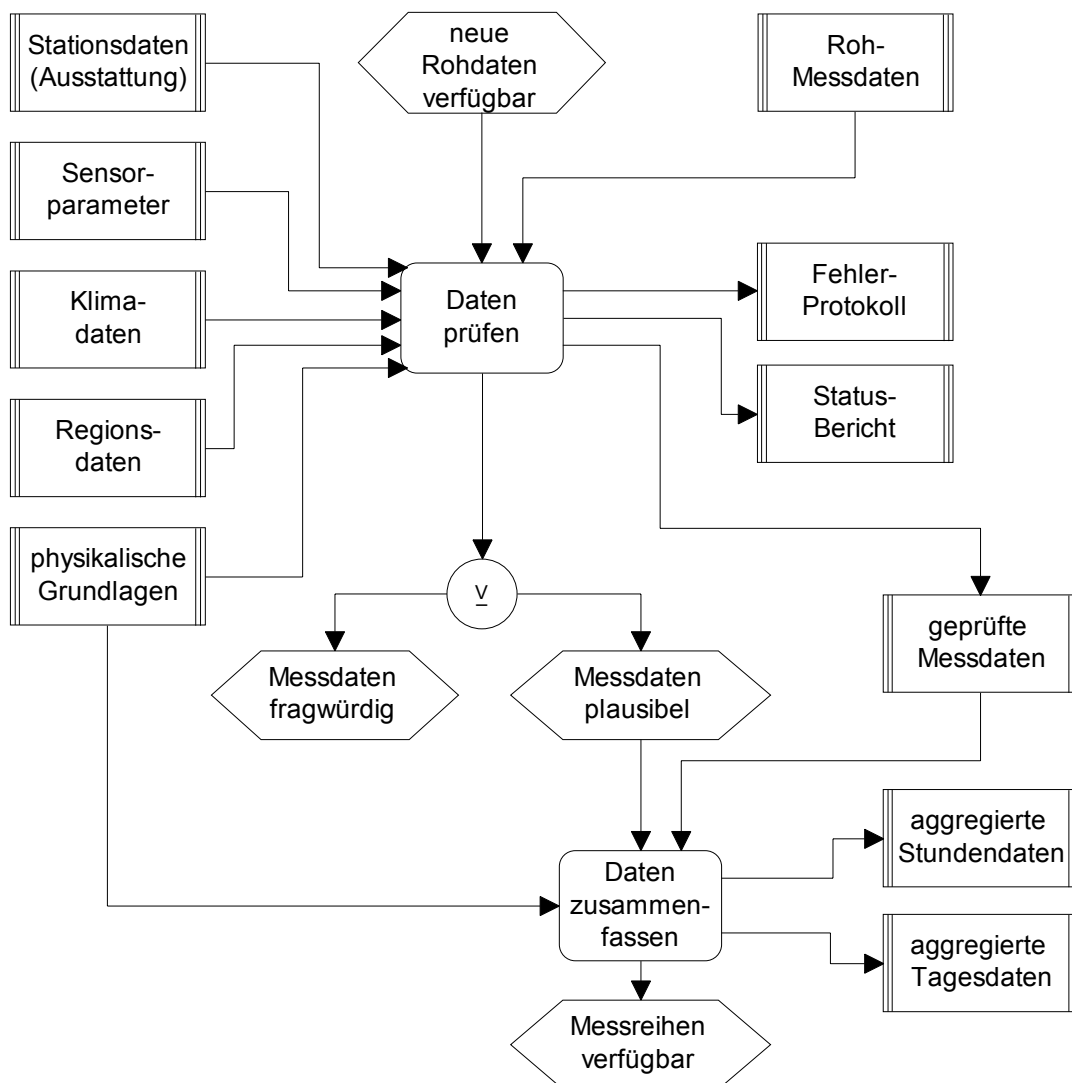 Stationsdaten
(Ausstattung)
neue
Rohdaten
verfügbar
Roh-
Messdaten
Sensor-
parameter
Klima-
daten
Daten
prüfen
Fehler-
Protokoll
Status-
Bericht
Regions-
daten
physikalische
Grundlagen
v
geprüfte
Messdaten
Messdaten
fragwürdig
Messdaten
plausibel
aggregierte
Stundendaten
Daten
zusammen-
fassen
aggregierte
Tagesdaten
Messreihen
verfügbar